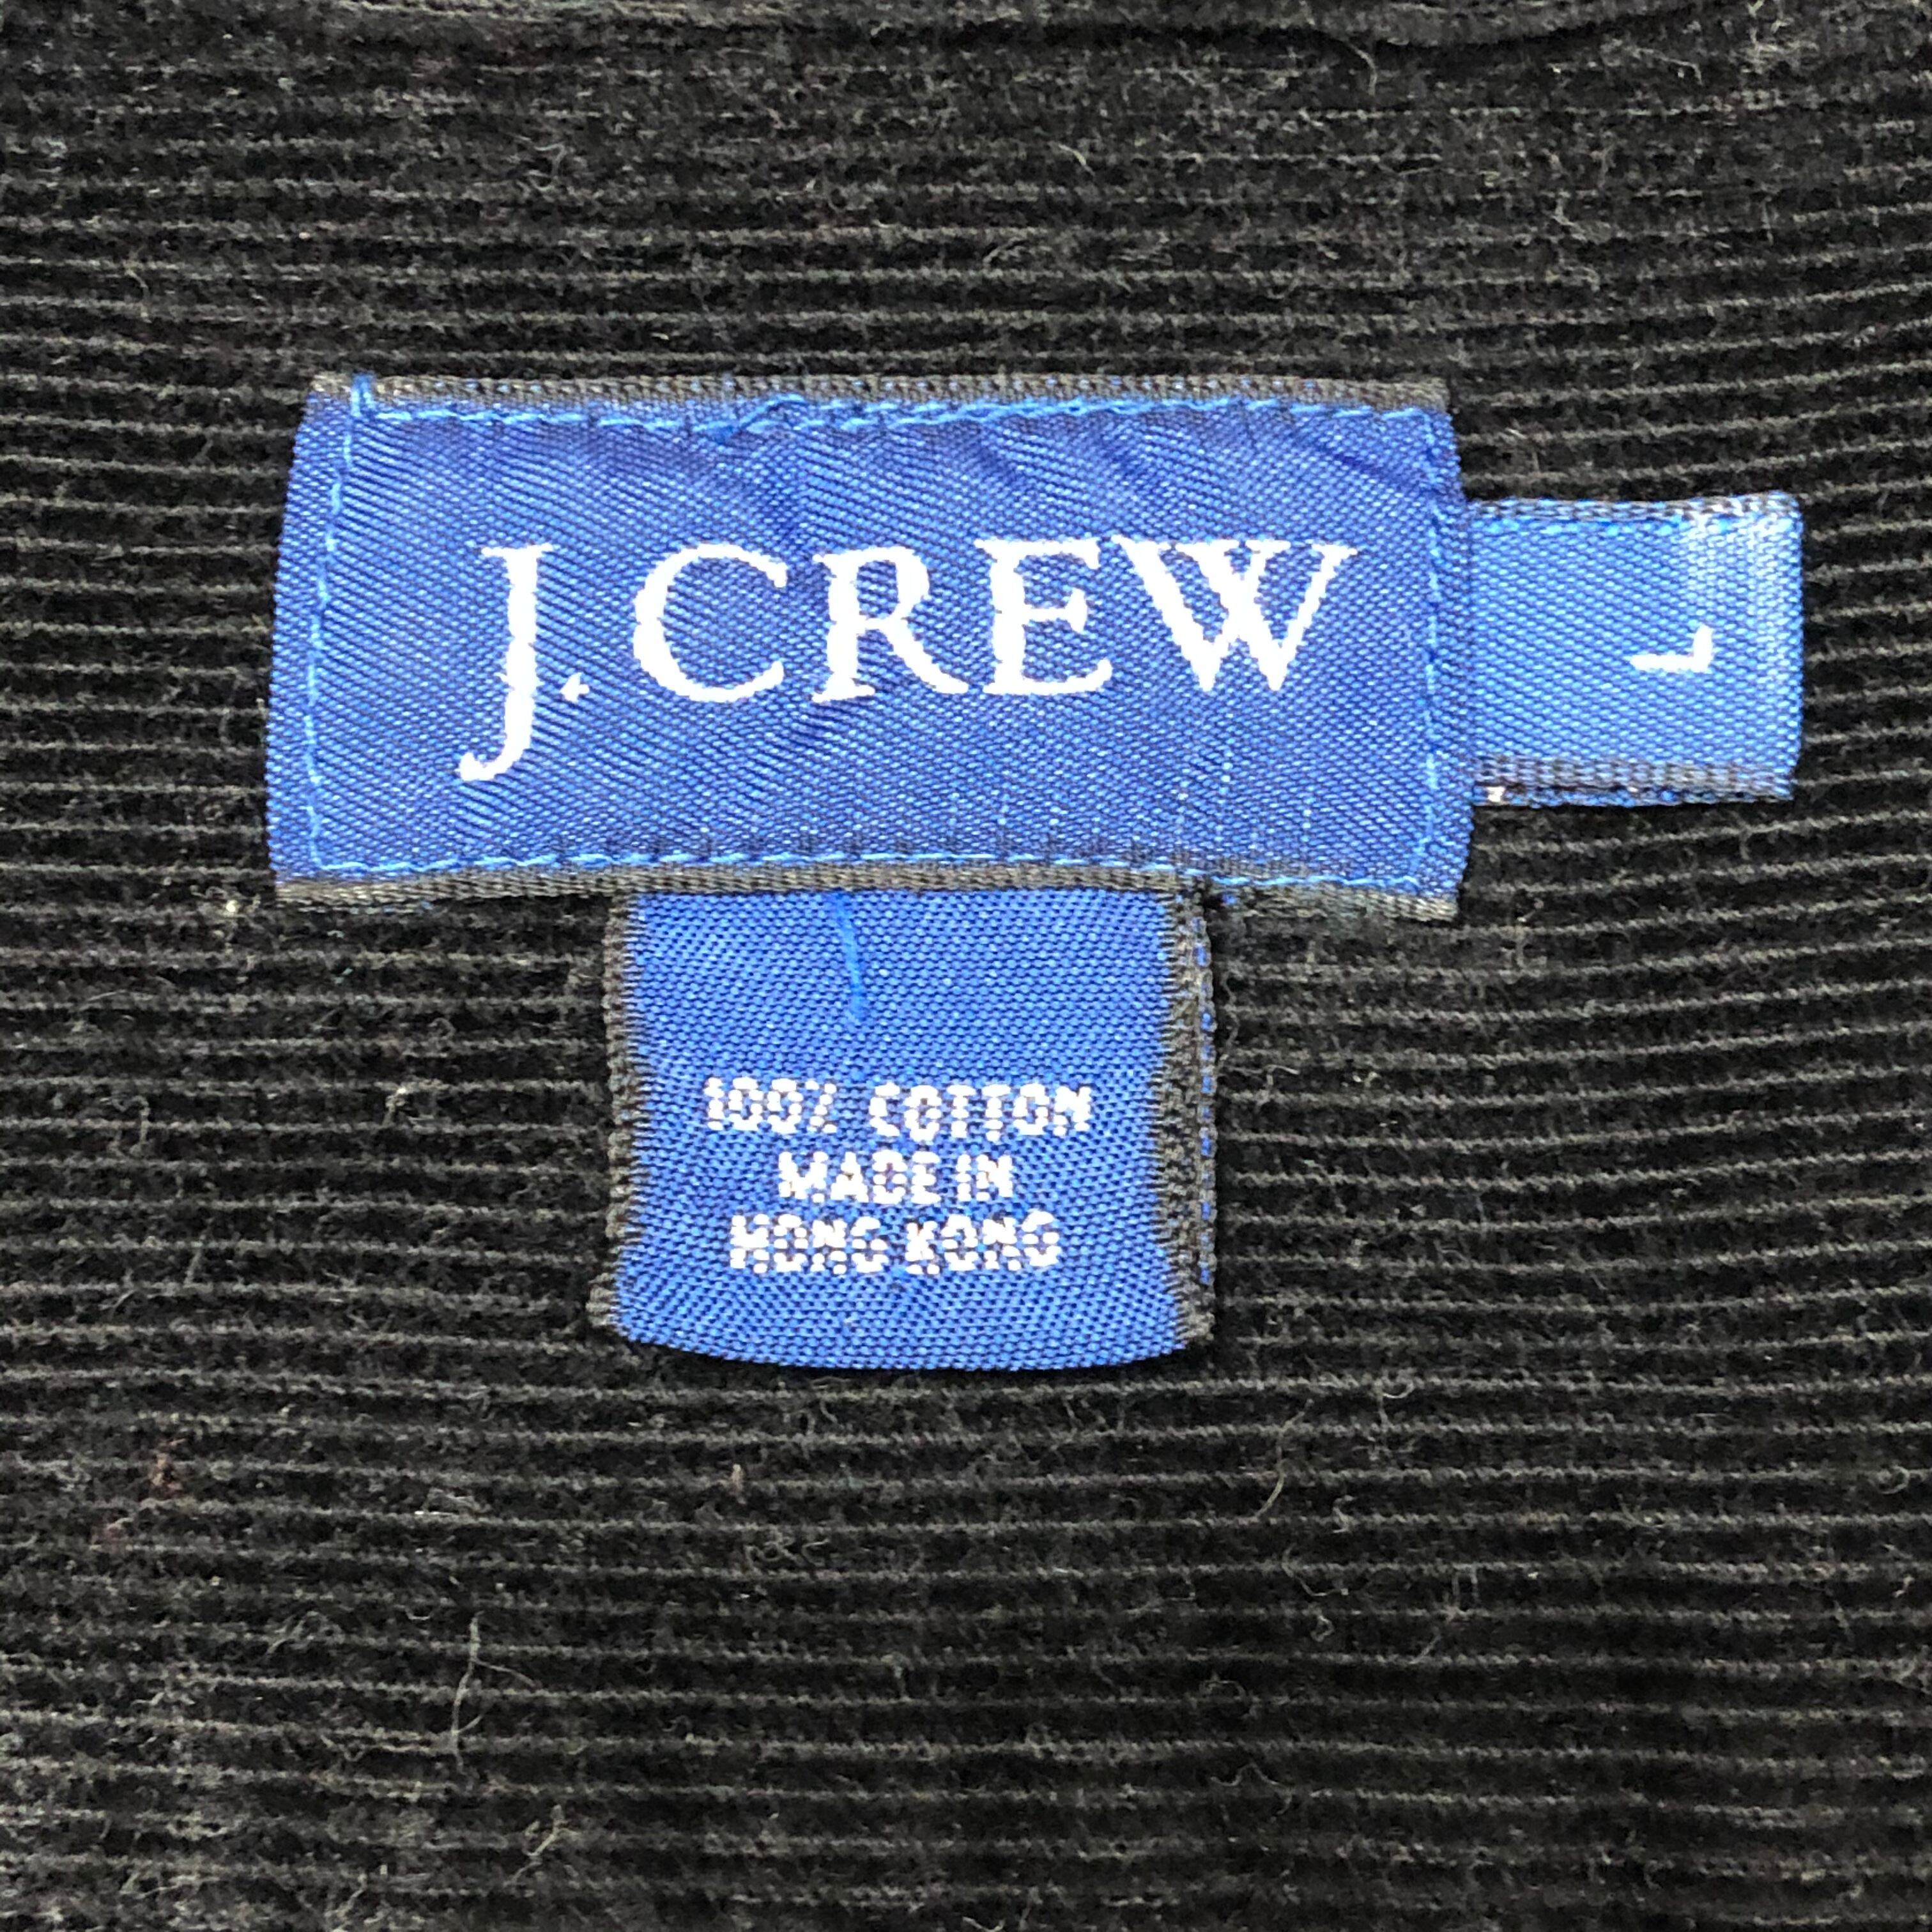 J.CREW
L
100% COTTON
MADE IN
HONG KONG